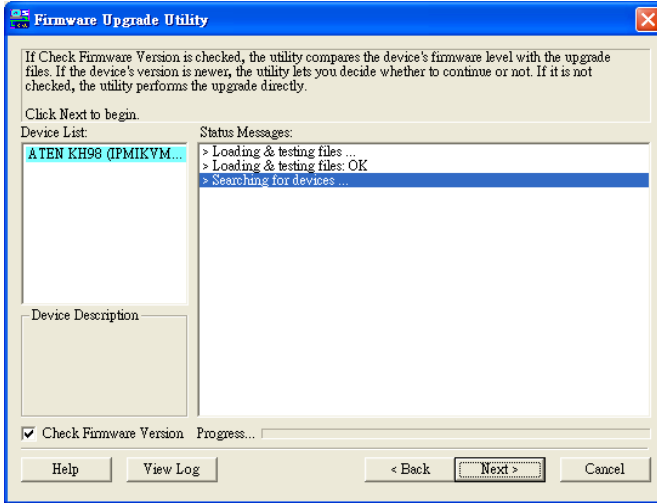 Firmware Upgrade Utility
If Check Firmware Version is checked, the utility compares the device's firmware level with the upgrade
files. If the device's version is newer, the utility lets you decide whether to continue or not. If it is not
checked, the utility performs the upgrade directly.
Click Next to begin.
Device List:
Status Messages:
ATEN KH98 (IPMIKVM...
> Loading & testing files ...
> Loading & testing files: OK
> Searching for devices ...
Device Description
Check Firmware Version
Progress...
Help
View Log
< Back
Next >
Cancel